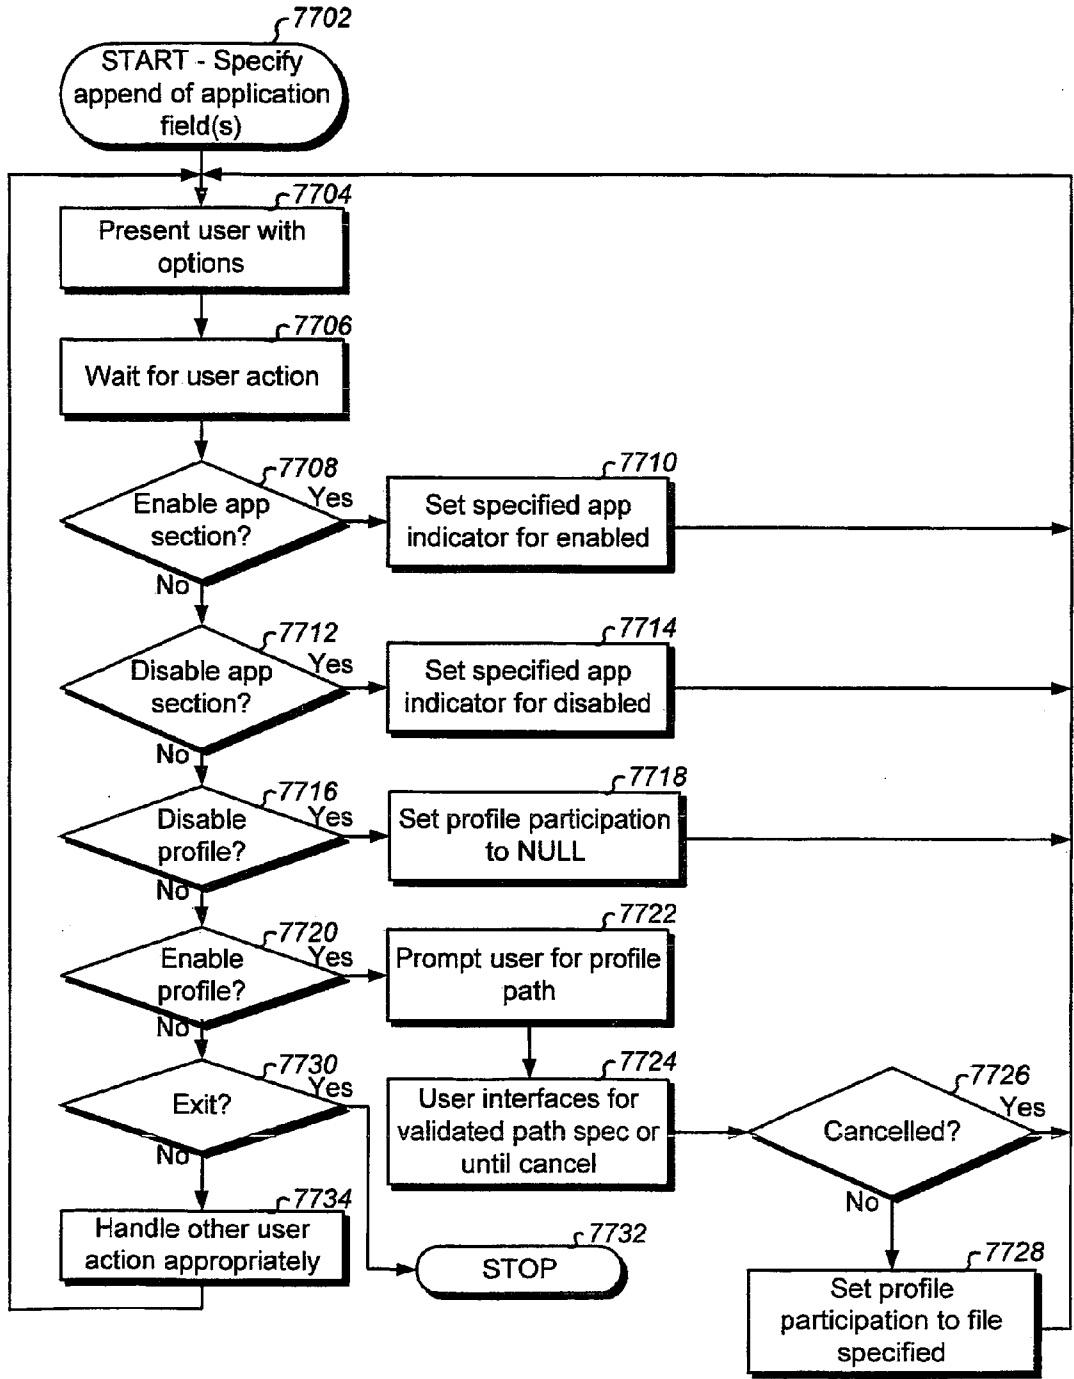 7702
START - Specify
append of application
field(s)
7704
Present user with
options
7706
Wait for user action
7708
Enable app
section?
Yes
No
7710
Set specified app
indicator for enabled
7712
Disable app
section?
Yes
No
7714
Set specified app
indicator for disabled
7716
Disable
profile?
Yes
No
7718
Set profile participation
to NULL
7720
Enable
profile?
Yes
No
7722
Prompt user for profile
path
7724
User interfaces for
validated path spec or
until cancel
7726
Cancelled?
Yes
No
7728
Set profile
participation to file
specified
7730
Exit?
Yes
No
7732
STOP
7734
Handle other user
action appropriately